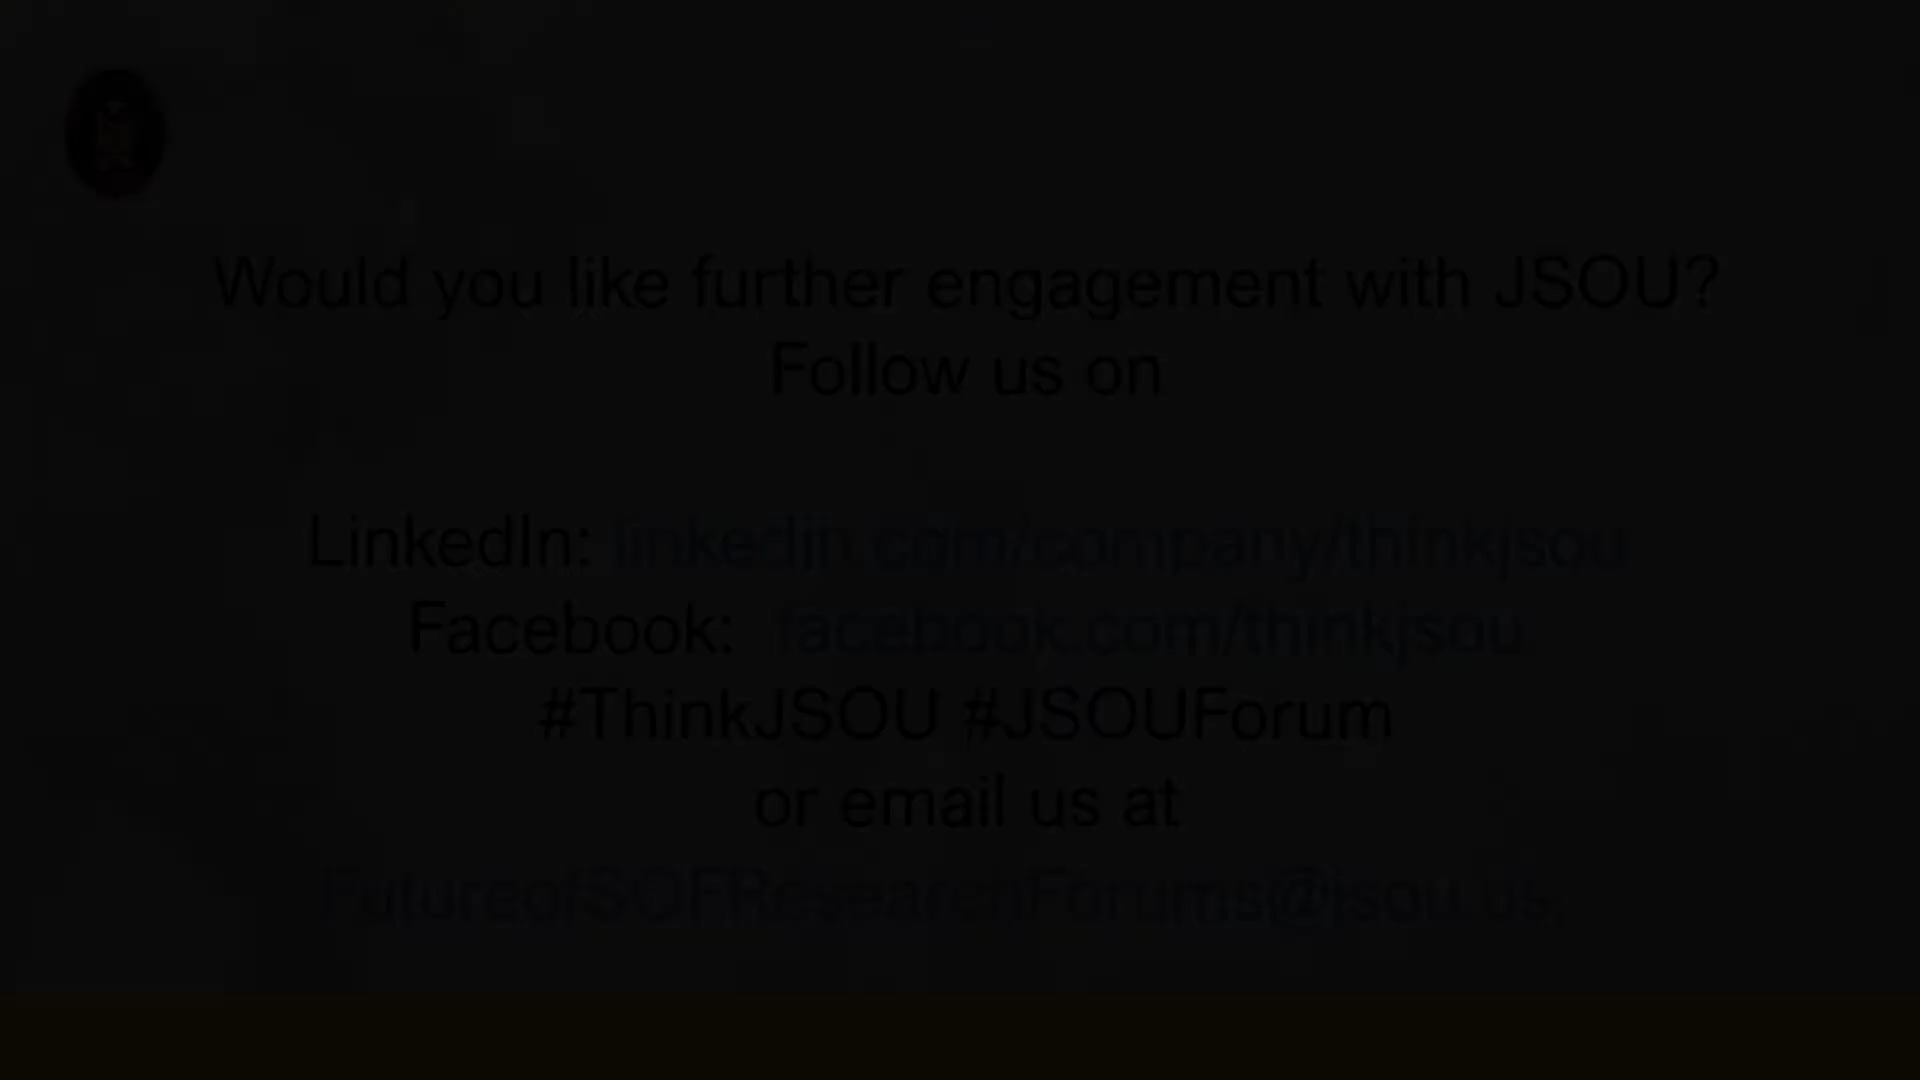 Would you like further engagement with JSOU?
Follow us on
LinkedIn: linkedin.com/company/thinkjsou
Facebook: facebook.com/thinkjsou
#ThinkJSOU #JSOUForum
or email us at
FutureofSOFResearchForums@jsou.us.